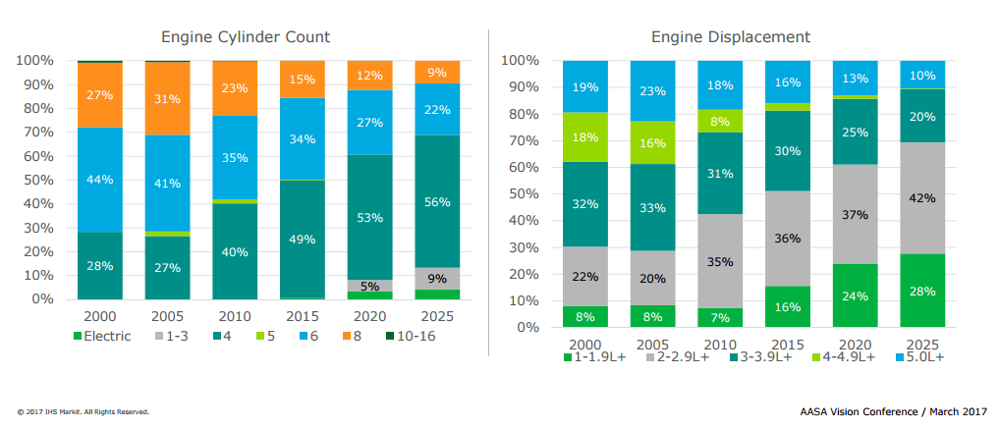 Engine Cylinder Count
100%
90%
80%
70%
60%
50%
40%
30%
20%
10%
0%
27% 31% 23% 15% 12% 9%
44% 41% 35% 34% 27% 22%
28% 27% 40% 49% 53% 56%
5% 9%
2000 2005 2010 2015 2020 2025
Electric 1-3 4 5 6 8 10-16
Engine Displacement
100%
90%
80%
70%
60%
50%
40%
30%
20%
10%
0%
19% 23% 18% 16% 13% 10%
18% 16% 8%
32% 33% 31% 30% 25% 20%
22% 20% 35% 36% 37% 42%
8% 8% 7% 16% 24% 28%
2000 2005 2010 2015 2020 2025
1-1.9L+ 2-2.9L+ 3-3.9L+ 4-4.9L+ 5.0L+
© 2017 IHS Markit. All Rights Reserved.
AASA Vision Conference / March 2017